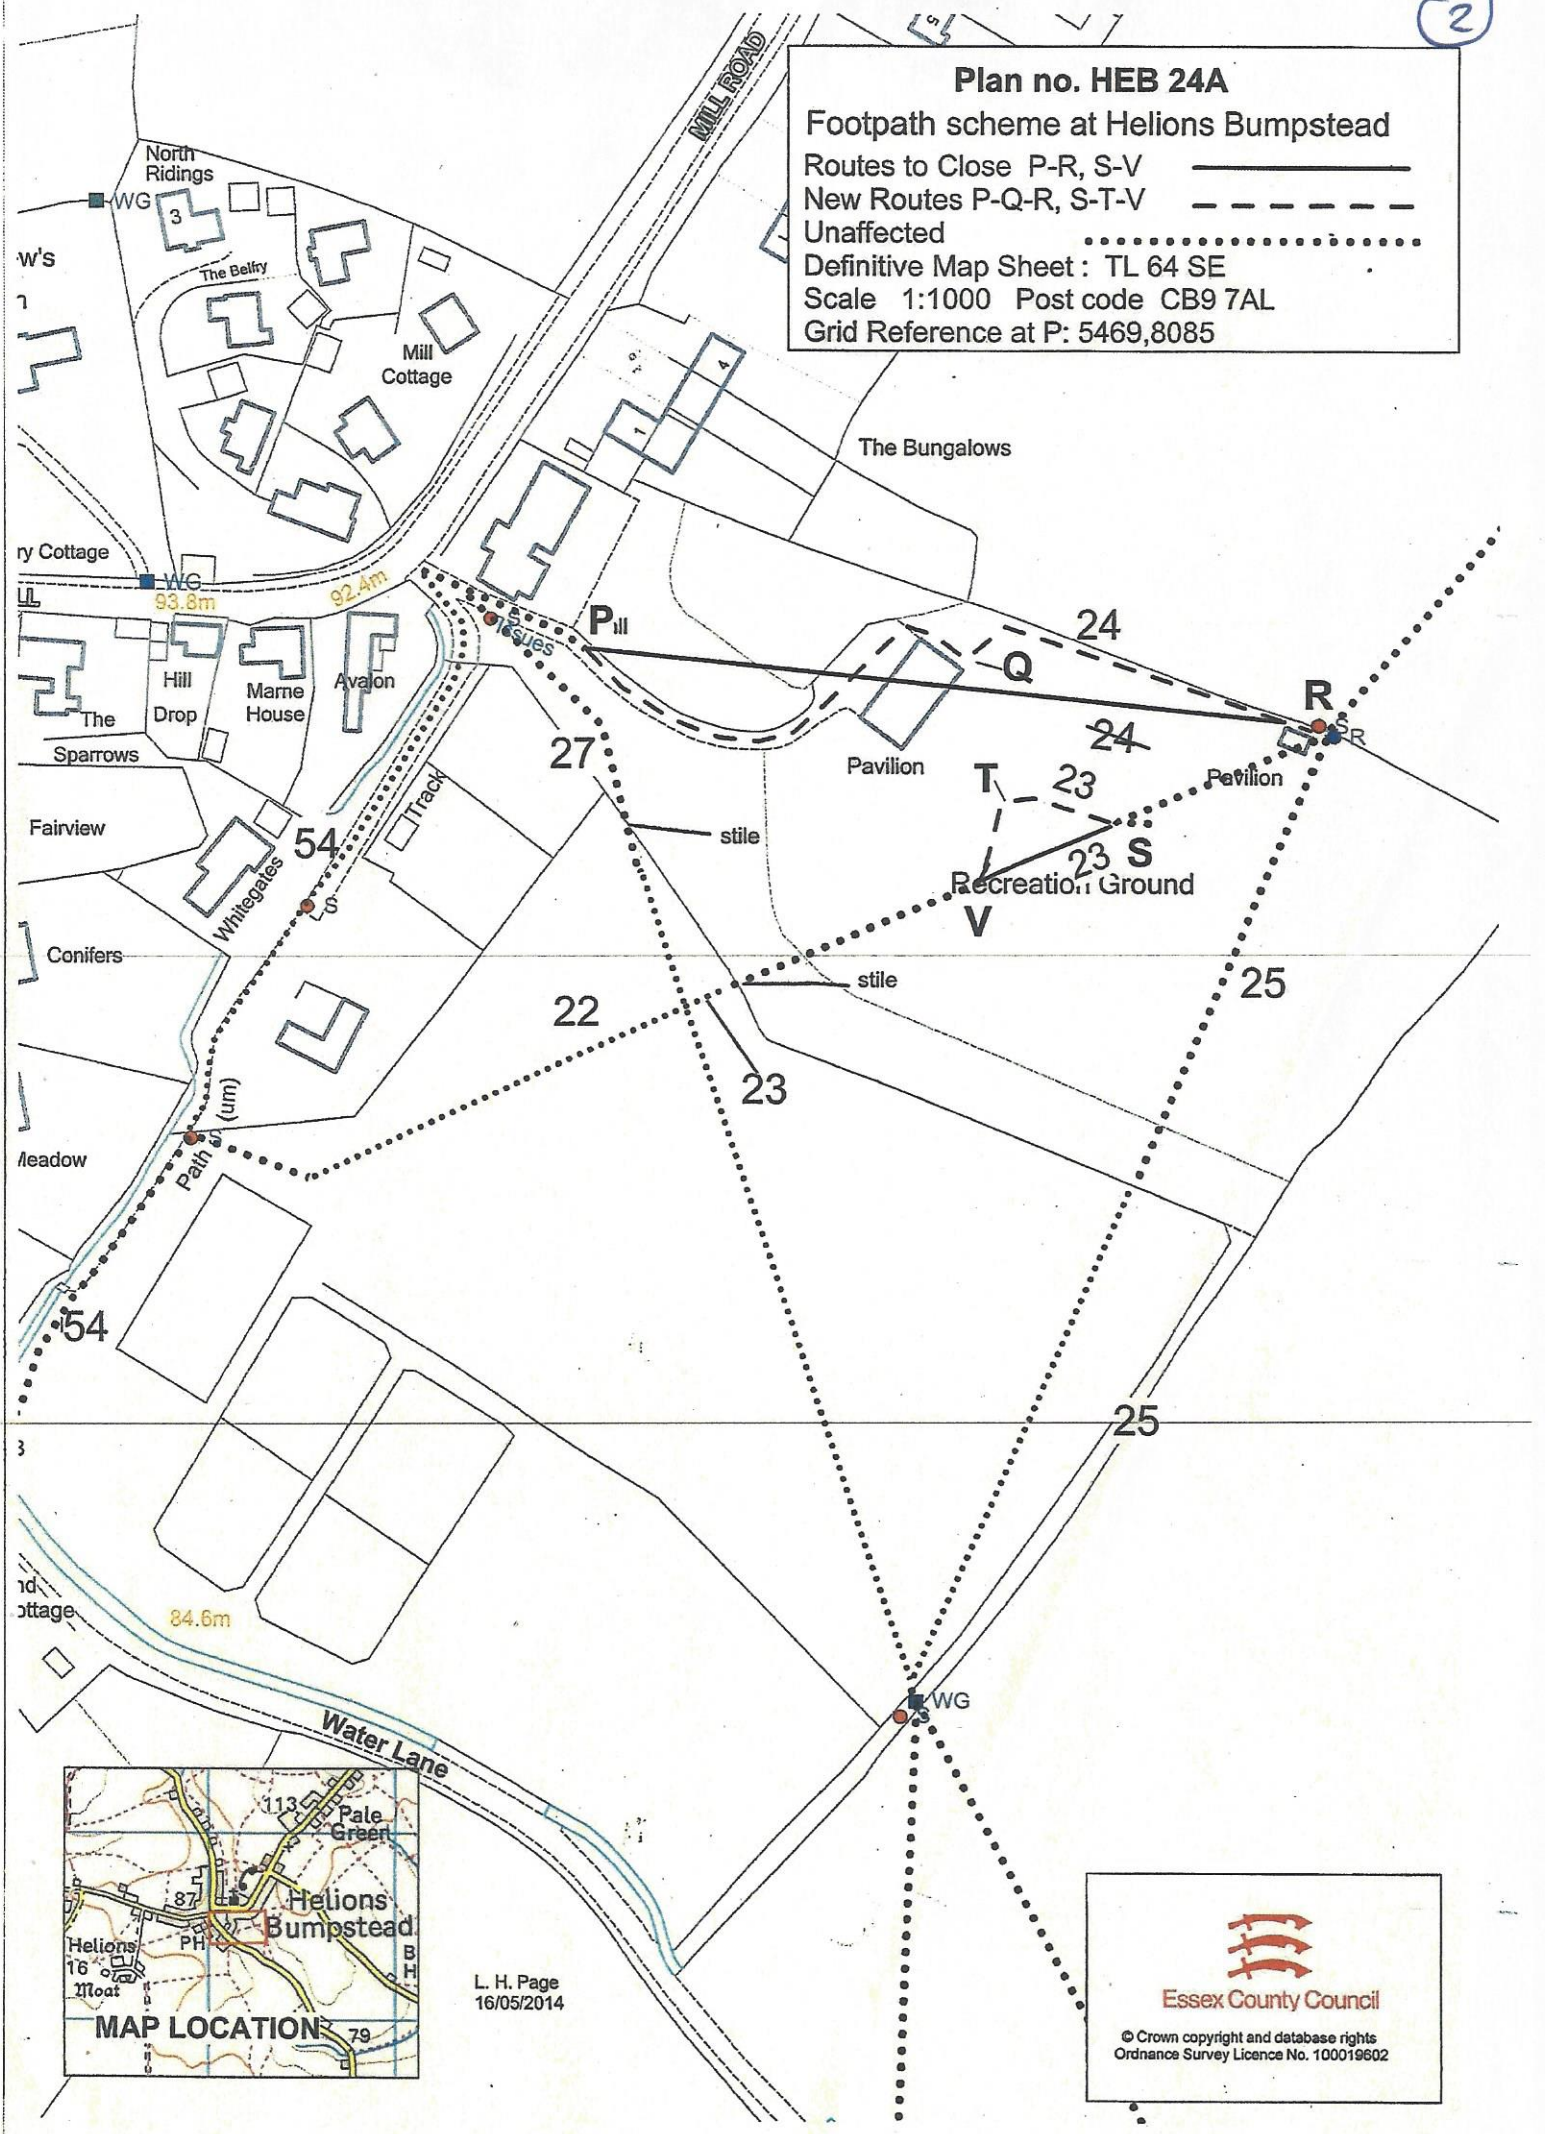 2
5
MILL ROAD
Plan no. HEB 24A
Footpath scheme at Helions Bumpstead
Routes to Close P-R, S-V
New Routes P-Q-R, S-T-V
Unaffected
Definitive Map Sheet : TL 64 SE
Scale 1:1000 Post code CB9 7AL
Grid Reference at P: 5469,8085
North
Ridings
WG
3
w's
The Belfry
Mill
Cottage
4
1
The Bungalows
ry Cottage
WG
93.8m
92.4m
LL
P
S
Issues
24
Q
R
S
R
Hill
Drop
Marne
House
Avalon
The
Sparrows
27
24
Pavilion
T
23
Pavilion
Track
Fairview
54
stile
23
S
Recreation Ground
V
Whitegates
S
Conifers
stile
25
22
23
Path (um)
S
Meadow
54
25
84.6m
nd
ottage
WG
S
Water Lane
113
Pale
Green
87
Helions
Bumpstead
PH
Helions
16
Moat
B
H
MAP LOCATION
79
L. H. Page
16/05/2014
Essex County Council
© Crown copyright and database rights
Ordnance Survey Licence No. 100019602